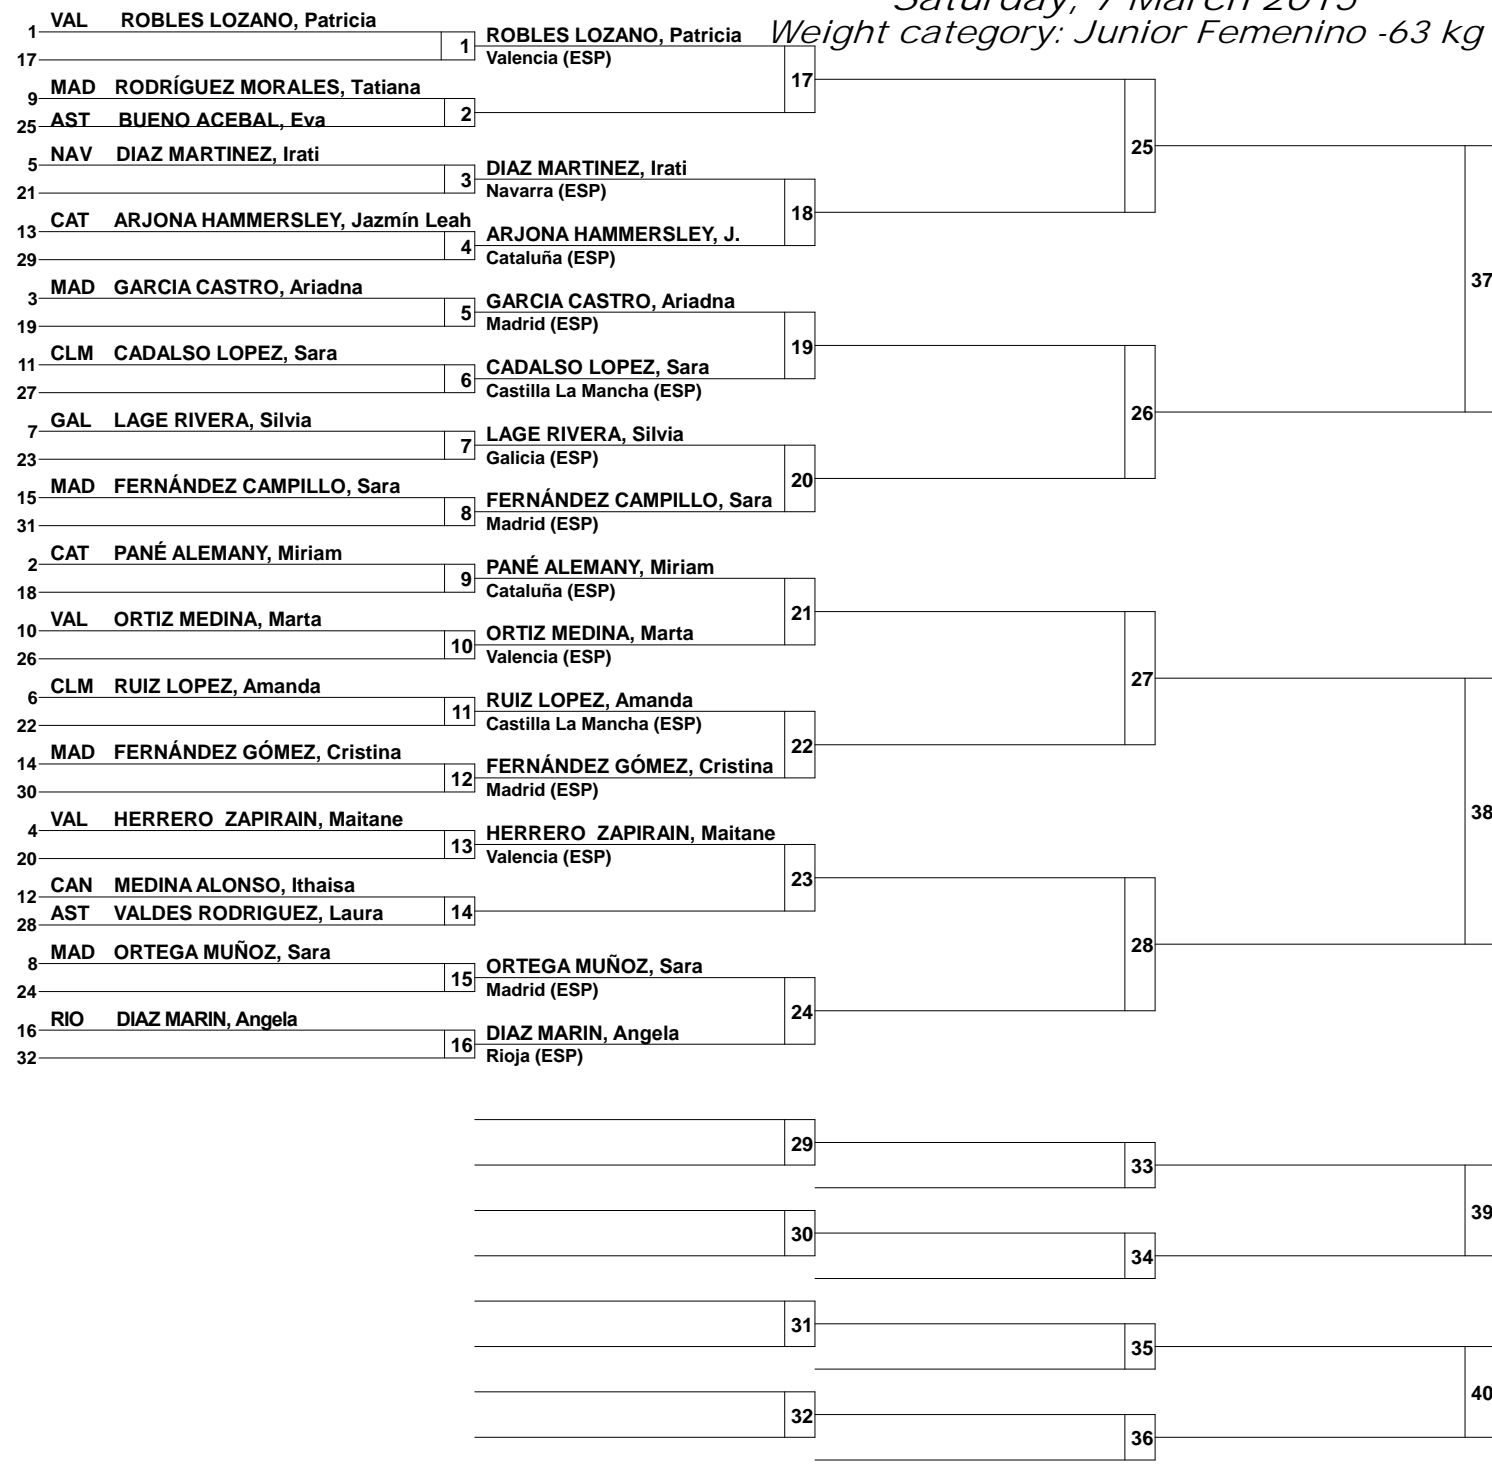 Saturday, 7 March 2015
Weight category: Junior Femenino -63 kg
1 VAL ROBLES LOZANO, Patricia
17
1
ROBLES LOZANO, Patricia
Valencia (ESP)
9 MAD RODRÍGUEZ MORALES, Tatiana
25 AST BUENO ACEBAL, Eva
2
17
5 NAV DIAZ MARTINEZ, Irati
21
3
DIAZ MARTINEZ, Irati
Navarra (ESP)
13 CAT ARJONA HAMMERSLEY, Jazmín Leah
29
4
ARJONA HAMMERSLEY, J.
Cataluña (ESP)
18
25
3 MAD GARCIA CASTRO, Ariadna
19
5
GARCIA CASTRO, Ariadna
Madrid (ESP)
11 CLM CADALSO LOPEZ, Sara
27
6
CADALSO LOPEZ, Sara
Castilla La Mancha (ESP)
19
7 GAL LAGE RIVERA, Silvia
23
7
LAGE RIVERA, Silvia
Galicia (ESP)
15 MAD FERNÁNDEZ CAMPILLO, Sara
31
8
FERNÁNDEZ CAMPILLO, Sara
Madrid (ESP)
20
26
37
2 CAT PANÉ ALEMANY, Miriam
18
9
PANÉ ALEMANY, Miriam
Cataluña (ESP)
10 VAL ORTIZ MEDINA, Marta
26
10
ORTIZ MEDINA, Marta
Valencia (ESP)
21
6 CLM RUIZ LOPEZ, Amanda
22
11
RUIZ LOPEZ, Amanda
Castilla La Mancha (ESP)
14 MAD FERNÁNDEZ GÓMEZ, Cristina
30
12
FERNÁNDEZ GÓMEZ, Cristina
Madrid (ESP)
22
27
4 VAL HERRERO ZAPIRAIN, Maitane
20
13
HERRERO ZAPIRAIN, Maitane
Valencia (ESP)
12 CAN MEDINA ALONSO, Ithaisa
28 AST VALDES RODRIGUEZ, Laura
14
23
8 MAD ORTEGA MUÑOZ, Sara
24
15
ORTEGA MUÑOZ, Sara
Madrid (ESP)
16 RIO DIAZ MARIN, Angela
32
16
DIAZ MARIN, Angela
Rioja (ESP)
24
28
38
29
33
30
34
39
31
35
32
36
40